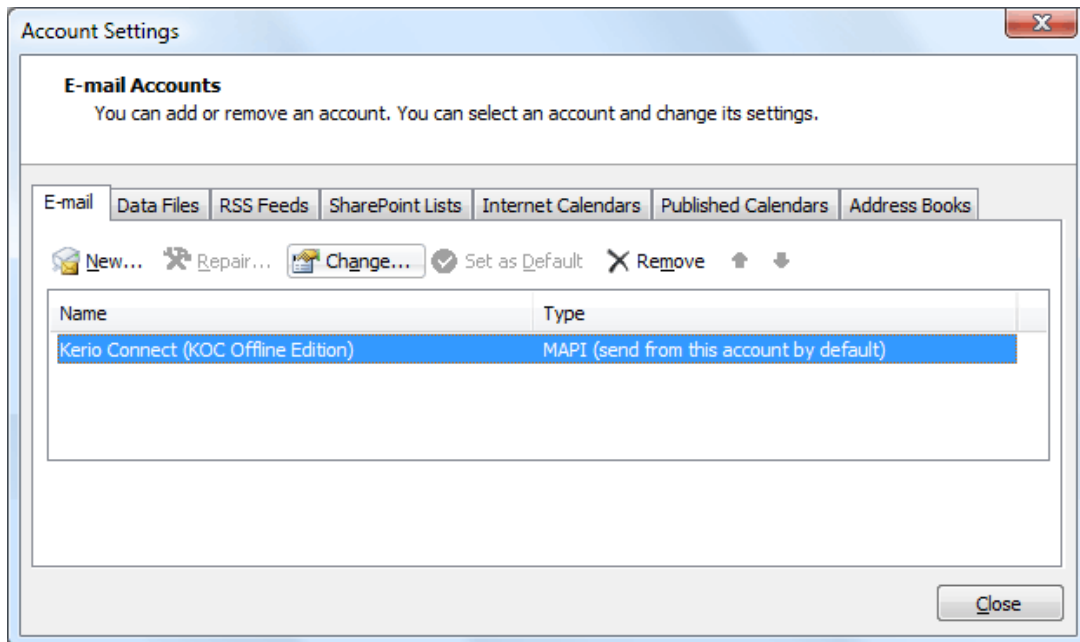 Account Settings
E-mail Accounts
You can add or remove an account. You can select an account and change its settings.
E-mail Data Files RSS Feeds SharePoint Lists Internet Calendars Published Calendars Address Books
New... Repair... Change... Set as Default Remove
Name Type
Kerio Connect (KOC Offline Edition) MAPI (send from this account by default)
Close